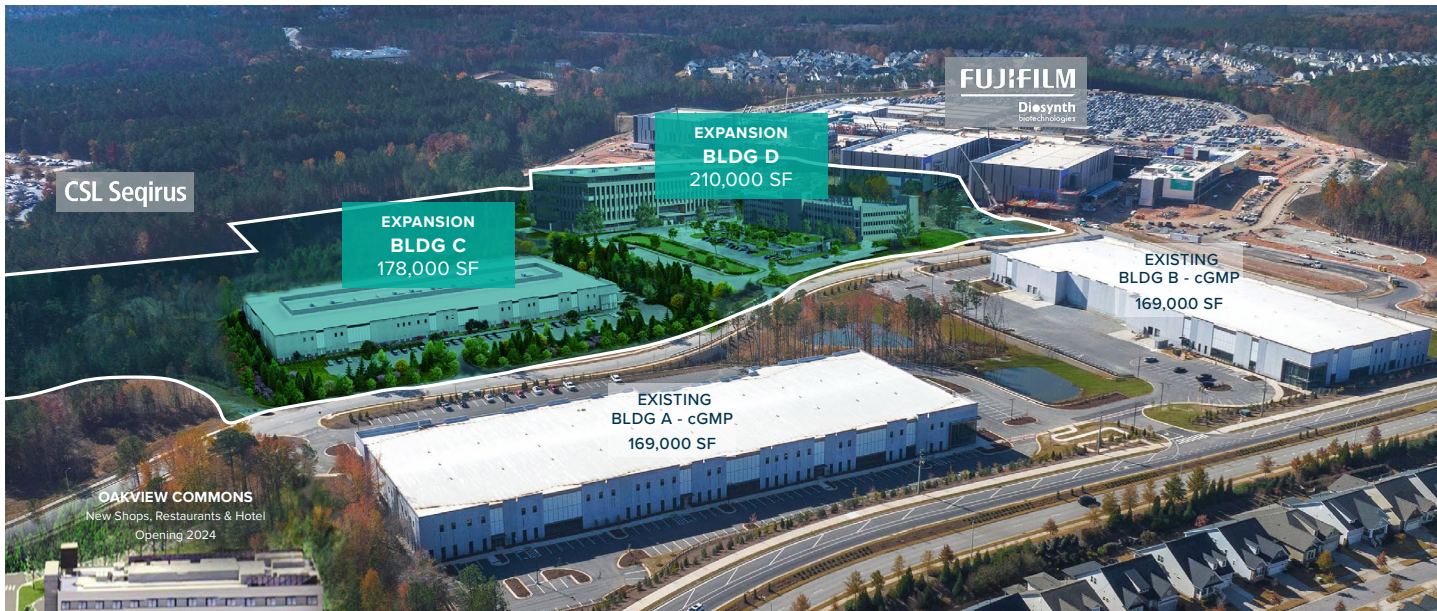 FUJIFILM
Diosynth
biotechnologies
EXPANSION
BLDG D
210,000 SF
CSL Seqirus
EXPANSION
BLDG C
178,000 SF
EXISTING
BLDG B - cGMP
169,000 SF
EXISTING
BLDG A - cGMP
169,000 SF
OAKVIEW COMMONS
New Shops, Restaurants & Hotel
Opening 2024